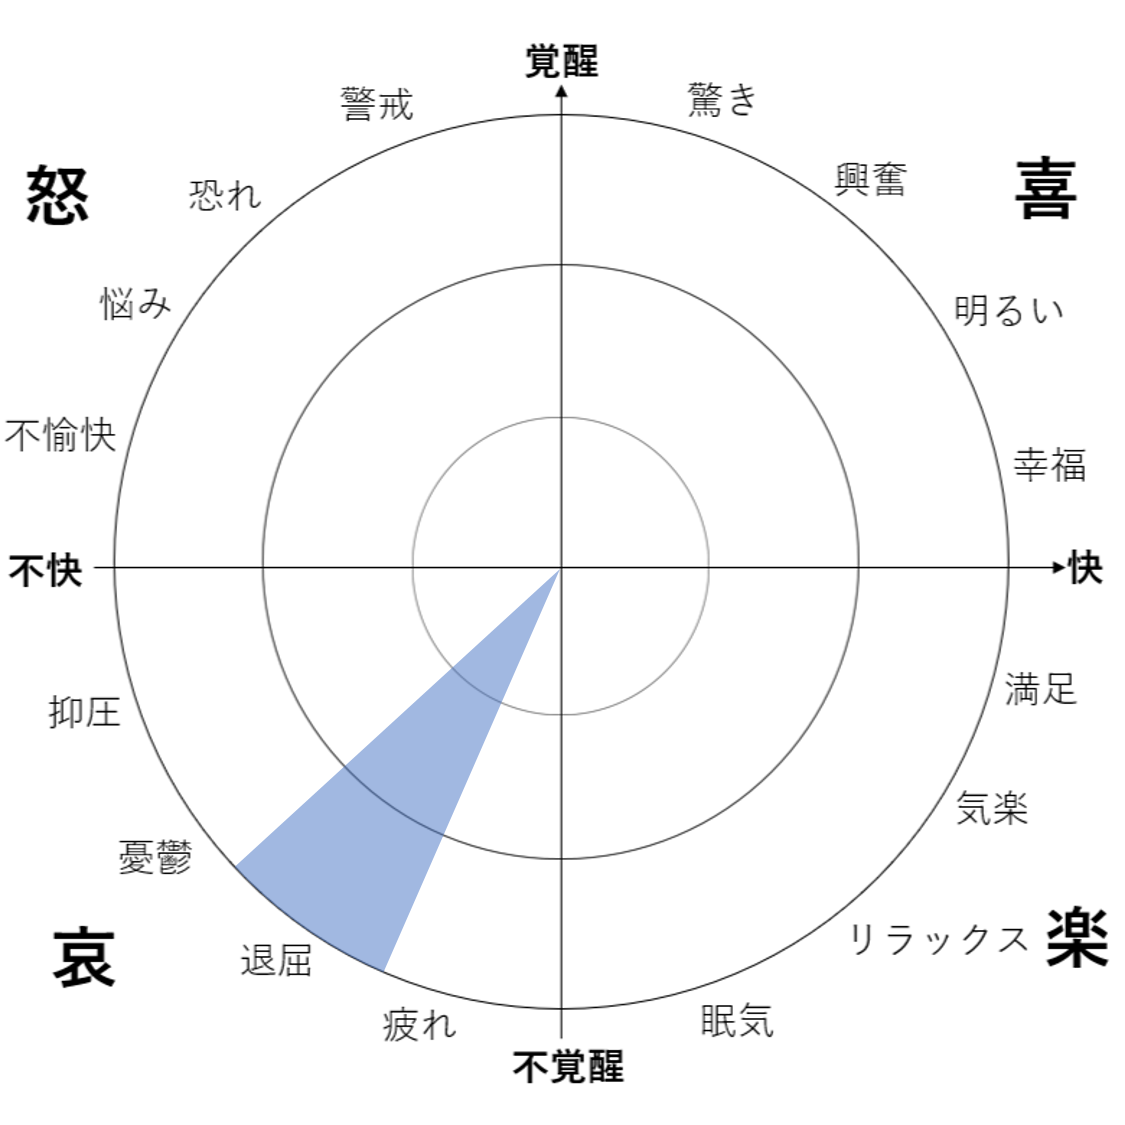 覚醒
警戒
驚き
怒
恐れ
興奮
喜
悩み
明るい
不愉快
幸福
不快
快
抑圧
満足
憂鬱
気楽
哀
退屈
リラックス
楽
疲れ
眠気
不覚醒